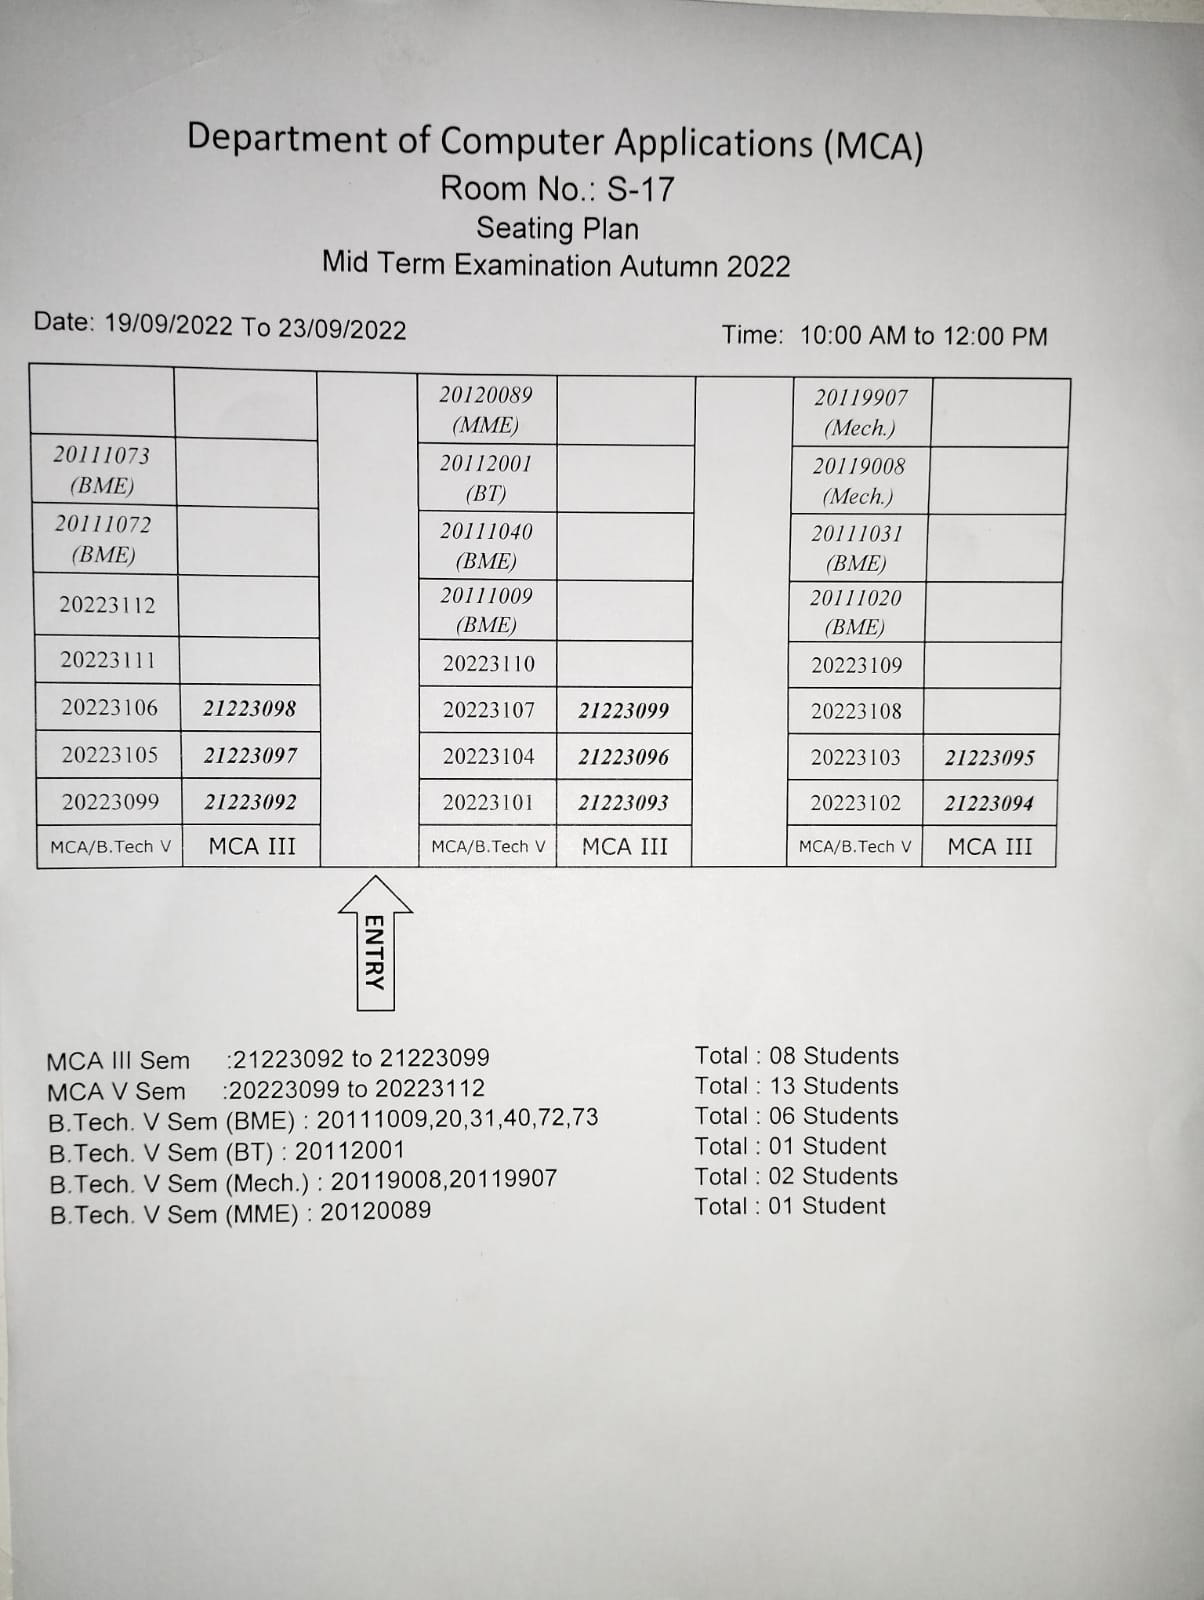 Department of Computer Applications (MCA)
Room No.: S-17
Seating Plan
Mid Term Examination Autumn 2022
Date: 19/09/2022 To 23/09/2022 Time: 10:00 AM to 12:00 PM
20120089 20119907
(MME) (Mech.)
20111073 20112001 20119008
(BME) (BT) (Mech.)
20111072 20111040 20111031
(BME) (BME) (BME)
20223112 20111009 20111020
(BME) (BME)
20223111 20223110 20223109
20223106 21223098 20223107 21223099 20223108
20223105 21223097 20223104 21223096 20223103 21223095
20223099 21223092 20223101 21223093 20223102 21223094
MCA/B.Tech V MCA III MCA/B.Tech V MCA III MCA/B.Tech V MCA III
ENTRY
MCA III Sem :21223092 to 21223099 Total : 08 Students
MCA V Sem :20223099 to 20223112 Total : 13 Students
B.Tech. V Sem (BME) : 20111009,20,31,40,72,73 Total : 06 Students
B.Tech. V Sem (BT) : 20112001 Total : 01 Student
B.Tech. V Sem (Mech.) : 20119008,20119907 Total : 02 Students
B.Tech. V Sem (MME) : 20120089 Total : 01 Student